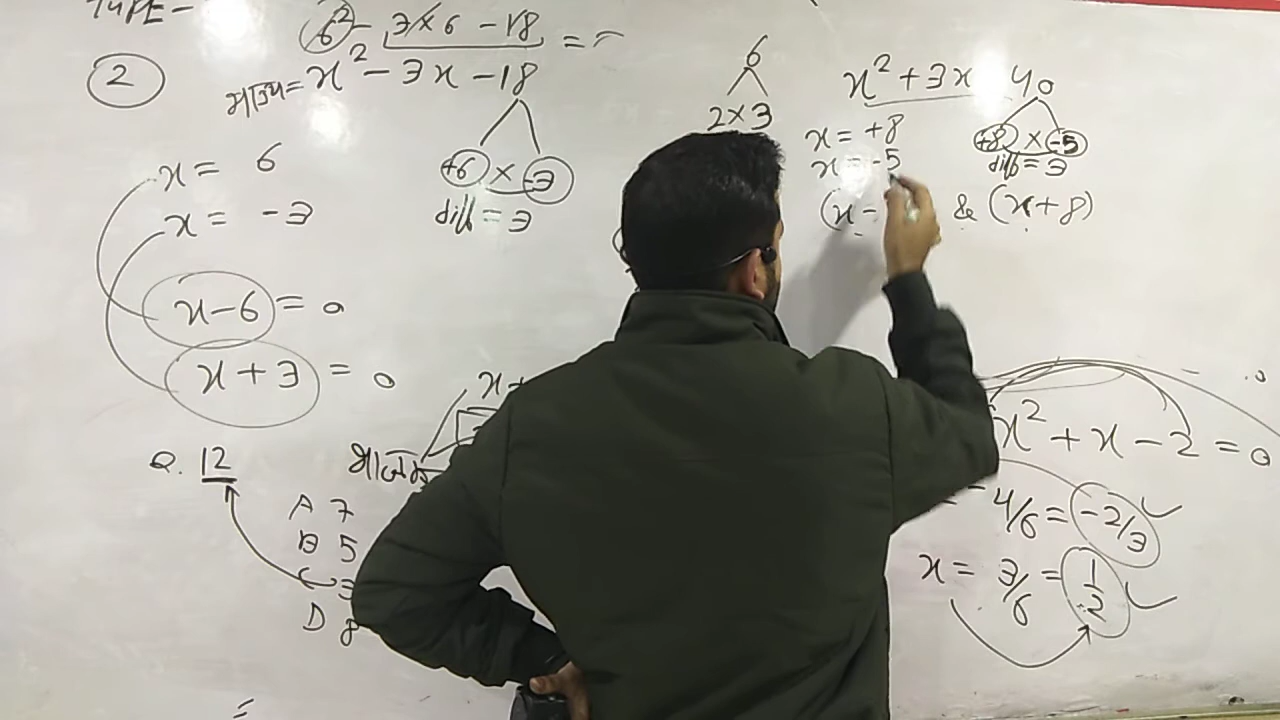 TYPE -
2
6² - 3×6 - 18 =
भाज्य = x² - 3x - 18
+6 × -3
diff = 3
x = 6
x = -3
x - 6 = 0
x + 3 = 0
Q. 12
A 7
B 5
C 3
D 8
6
2 × 3
x² + 3x 40
+8 × -5
diff = 3
x = +8
x = -5
(x - & (x + 8)
x² + x - 2 = 0
= -4/6 = -2/3
x = 3/6 = 1/2
=